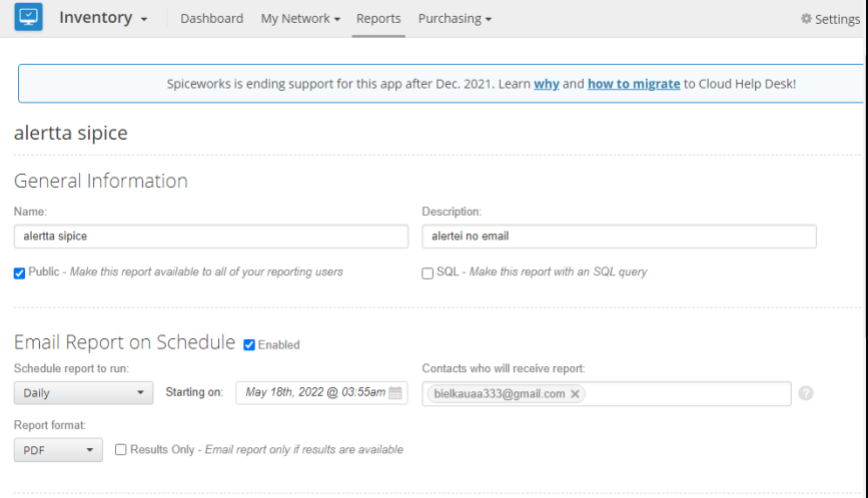 Inventory Dashboard My Network Reports Purchasing Settings
Spiceworks is ending support for this app after Dec. 2021. Learn why and how to migrate to Cloud Help Desk!
alertta sipice
General Information
Name: Description:
alertta sipice alertei no email
Public - Make this report available to all of your reporting users SQL - Make this report with an SQL query
Email Report on Schedule Enabled
Schedule report to run: Contacts who will receive report:
Daily Starting on: May 18th, 2022 @ 03:55am bielkauaa333@gmail.com ?
Report format:
PDF Results Only - Email report only if results are available